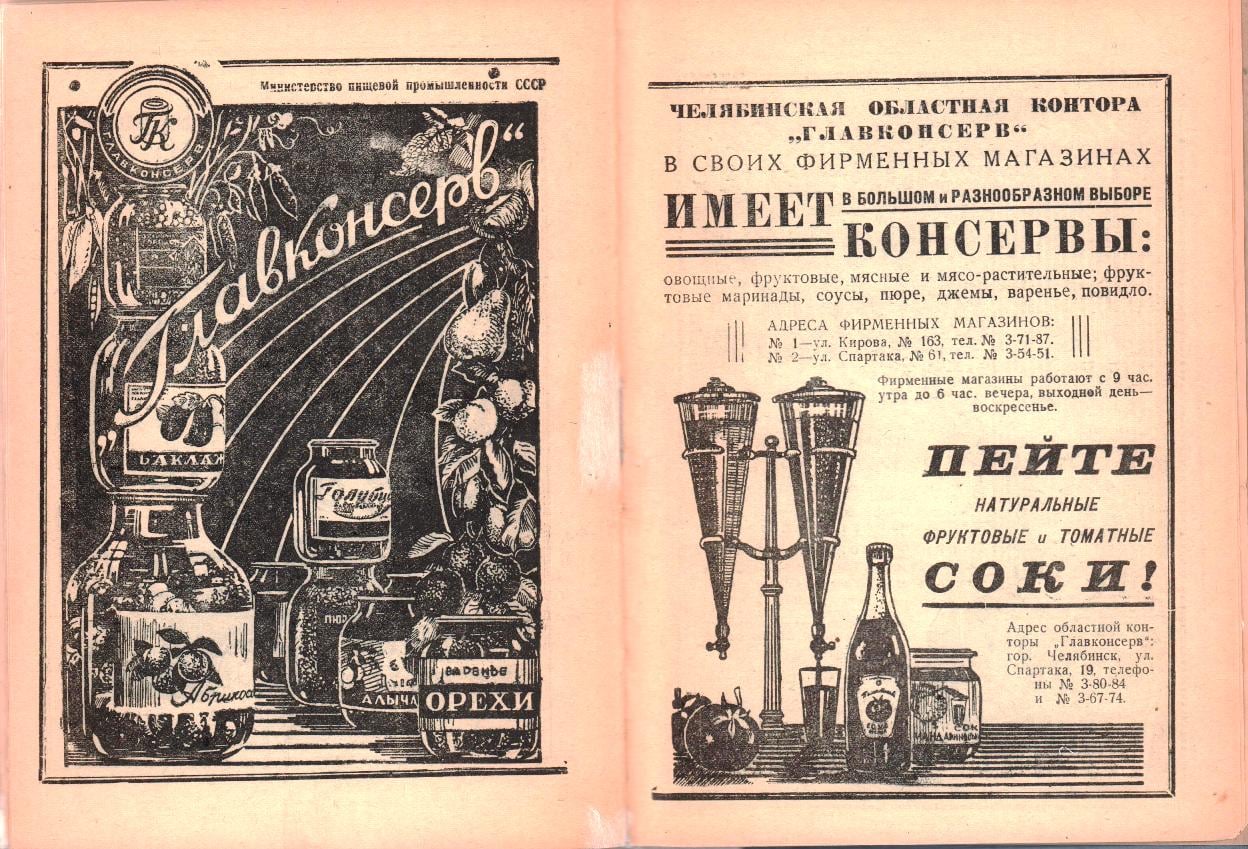 Министерство пищевой промышленности СССР
ГК
ГЛАВКОНСЕРВ
„Главконсерв“
БАКЛАЖ
Голубцы
ПЮР
Абрикос
АЛЫЧА
варенье
ОРЕХИ
ЧЕЛЯБИНСКАЯ ОБЛАСТНАЯ КОНТОРА
„ГЛАВКОНСЕРВ“
В СВОИХ ФИРМЕННЫХ МАГАЗИНАХ
ИМЕЕТ В БОЛЬШОМ и РАЗНООБРАЗНОМ ВЫБОРЕ
КОНСЕРВЫ:
овощные, фруктовые, мясные и мясо-растительные; фрук-
товые маринады, соусы, пюре, джемы, варенье, повидло.
АДРЕСА ФИРМЕННЫХ МАГАЗИНОВ:
№ 1—ул. Кирова, № 163, тел. № 3-71-87.
№ 2—ул. Спартака, № 61, тел. № 3-54-51.
Фирменные магазины работают с 9 час.
утра до 6 час. вечера, выходной день—
воскресенье.
ПЕЙТЕ
НАТУРАЛЬНЫЕ
ФРУКТОВЫЕ и ТОМАТНЫЕ
СОКИ!
Адрес областной кон-
торы „Главконсерв“:
гор. Челябинск, ул.
Спартака, 19, телефо-
ны № 3-80-84
и № 3-67-74.
СОК